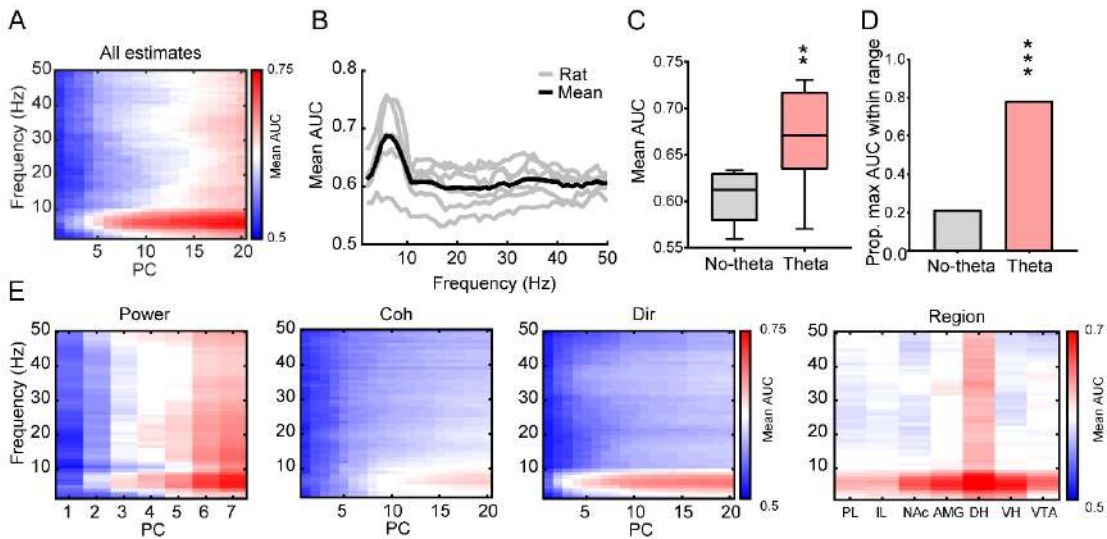 A
All estimates
Frequency (Hz)
50
40
30
20
10
5
10
15
20
PC
0.75
Mean AUC
0.5
B
Mean AUC
0.8
0.7
0.6
0.5
10
20
30
40
50
Frequency (Hz)
Rat
Mean
C
Mean AUC
0.75
0.70
0.65
0.60
0.55
**
No-theta
Theta
D
Prop. max AUC within range
1.0
0.8
0.6
0.4
0.2
0.0
***
No-theta
Theta
E
Power
Frequency (Hz)
50
40
30
20
10
1 2 3 4 5 6 7
PC
Coh
50
40
30
20
10
5
10
15
20
PC
Dir
50
40
30
20
10
5
10
15
20
PC
0.75
Mean AUC
0.5
Region
50
40
30
20
10
PL IL NAc AMG DH VH VTA
0.7
Mean AUC
0.5